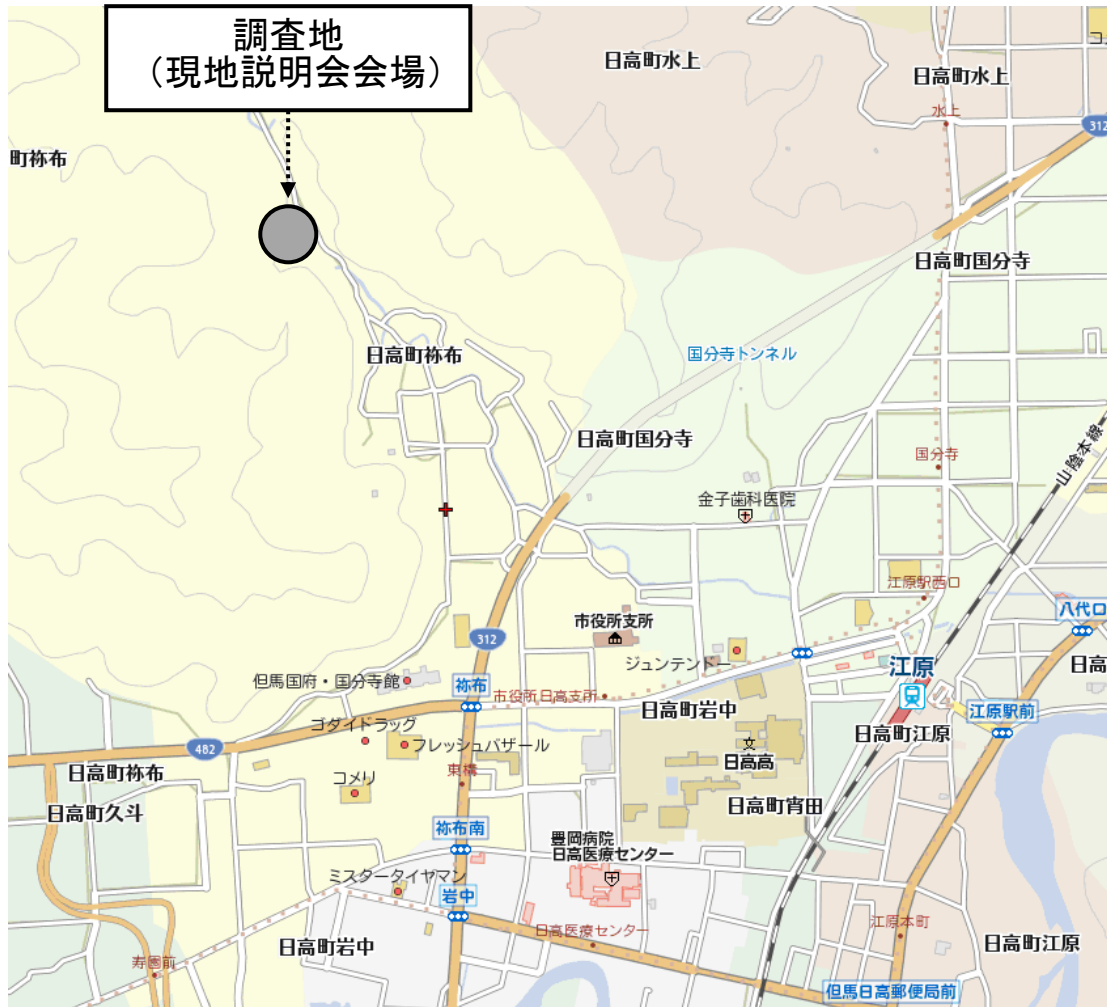 調査地
（現地説明会会場）
日高町水上
日高町水上
水上
312
町祢布
日高町国分寺
国分寺トンネル
日高町祢布
日高町国分寺
山陰本線
国分寺
金子歯科医院
江原駅西口
八代口
市役所支所
312
ジュンテンドー
江原
日高
但馬国府・国分寺館
祢布
市役所日高支所
日高町岩中
江原駅前
ゴダイドラッグ
フレッシュバザール
日高町江原
482
日高高
日高町祢布
コメリ
東構
日高町久斗
日高町宵田
祢布南
豊岡病院
日高医療センター
ミスタータイヤマン
岩中
日高医療センター
江原本町
日高町岩中
日高町江原
寿園前
但馬日高郵便局前